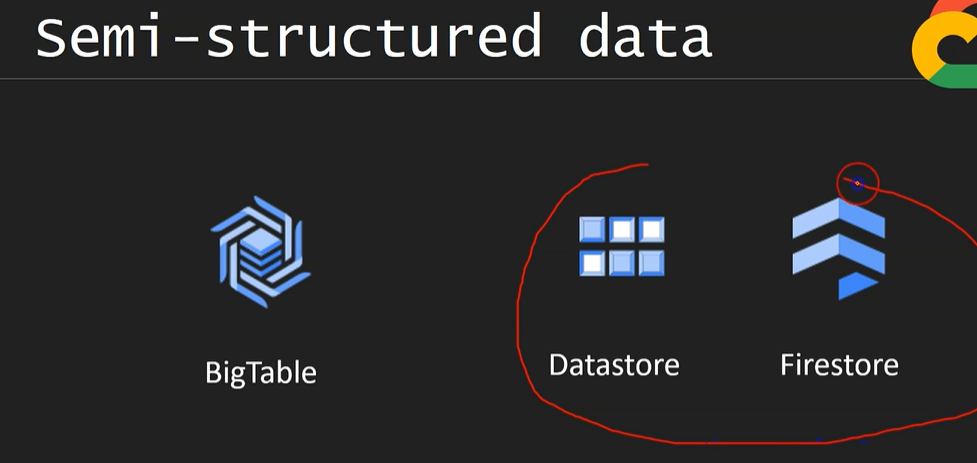 Semi-structured data
BigTable
Datastore
Firestore